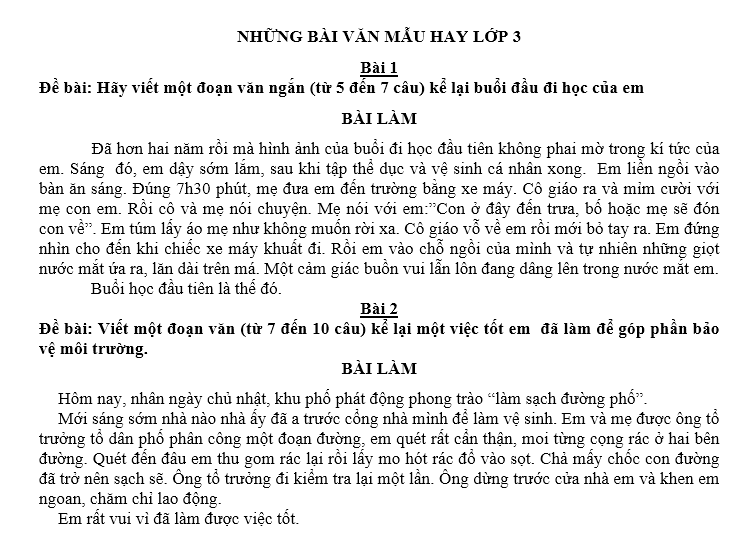 NHỮNG BÀI VĂN MẪU HAY LỚP 3
Bài 1
Đề bài: Hãy viết một đoạn văn ngắn (từ 5 đến 7 câu) kể lại buổi đầu đi học của em
BÀI LÀM
Đã hơn hai năm rồi mà hình ảnh của buổi đi học đầu tiên không phai mờ trong kí tức của
em. Sáng đó, em dậy sớm lắm, sau khi tập thể dục và vệ sinh cá nhân xong. Em liền ngồi vào
bàn ăn sáng. Đúng 7h30 phút, mẹ đưa em đến trường bằng xe máy. Cô giáo ra và mỉm cười với
mẹ con em. Rồi cô và mẹ nói chuyện. Mẹ nói với em:”Con ở đây đến trưa, bố hoặc mẹ sẽ đón
con về”. Em túm lấy áo mẹ như không muốn rời xa. Cô giáo vỗ về em rồi mới bỏ tay ra. Em đứng
nhìn cho đến khi chiếc xe máy khuất đi. Rồi em vào chỗ ngồi của mình và tự nhiên những giọt
nước mắt ứa ra, lăn dài trên má. Một cảm giác buồn vui lẫn lôn đang dâng lên trong nước mắt em.
Buổi học đầu tiên là thế đó.
Bài 2
Đề bài: Viết một đoạn văn (từ 7 đến 10 câu) kể lại một việc tốt em đã làm để góp phần bảo
vệ môi trường.
BÀI LÀM
Hôm nay, nhân ngày chủ nhật, khu phố phát động phong trào “làm sạch đường phố”.
Mới sáng sớm nhà nào nhà ấy đã a trước cổng nhà mình để làm vệ sinh. Em và mẹ được ông tổ
trưởng tổ dân phố phân công một đoạn đường, em quét rất cẩn thận, moi từng cọng rác ở hai bên
đường. Quét đến đâu em thu gom rác lại rồi lấy mo hót rác đổ vào sọt. Chả mấy chốc con đường
đã trở nên sạch sẽ. Ông tổ trưởng đi kiểm tra lại một lần. Ông dừng trước cửa nhà em và khen em
ngoan, chăm chỉ lao động.
Em rất vui vì đã làm được việc tốt.